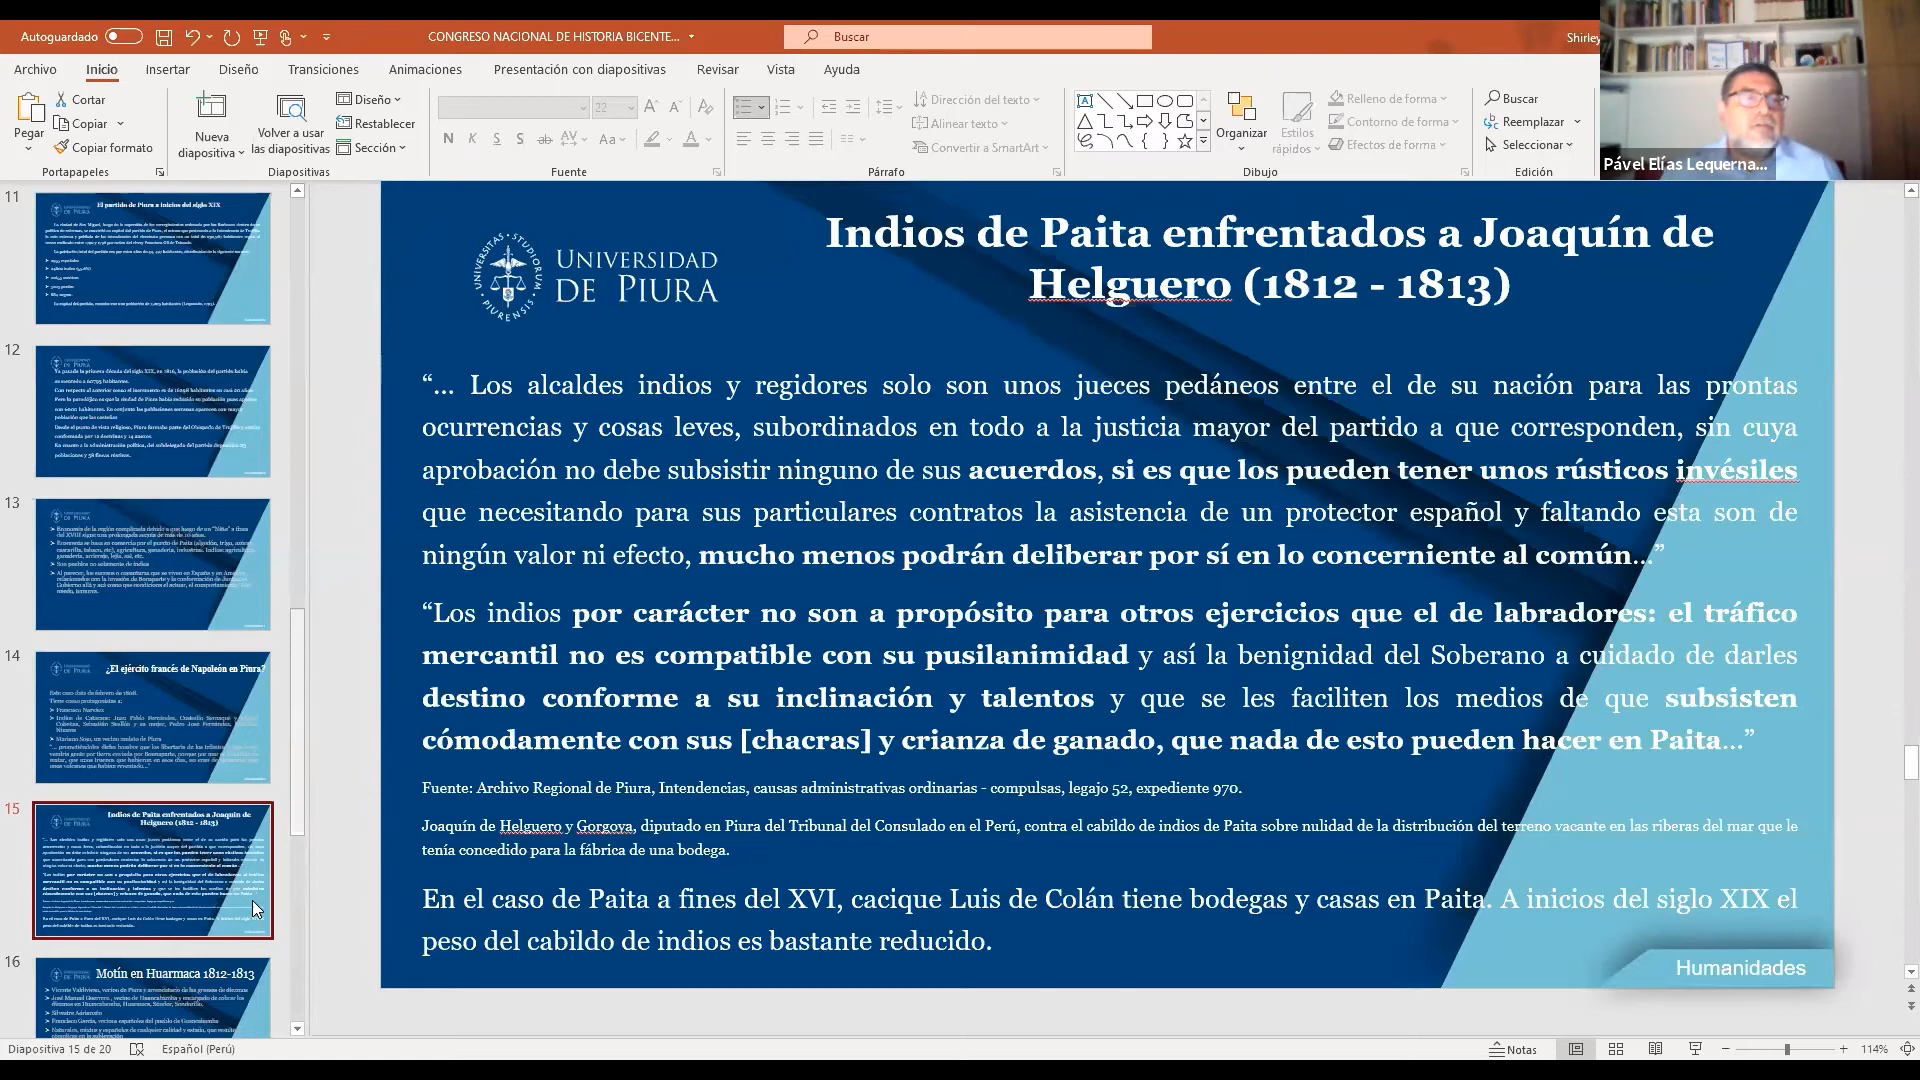 Autoguardado
CONGRESO NACIONAL DE HISTORIA BICENTE...
Buscar
Shirley
Archivo Inicio Insertar Diseño Transiciones Animaciones Presentación con diapositivas Revisar Vista Ayuda
Pegar
Cortar
Copiar
Copiar formato
Portapapeles
Nueva
diapositiva
Volver a usar
las diapositivas
Diseño
Restablecer
Sección
Diapositivas
22
N K S S ab AV Aa A
Fuente
Dirección del texto
Alinear texto
Convertir a SmartArt
Párrafo
Organizar
Estilos
rápidos
Relleno de forma
Contorno de forma
Efectos de forma
Dibujo
Buscar
Reemplazar
Seleccionar
Edición
Pável Elías Lequerna...
11
El partido de Piura a inicios del siglo XIX
12
13
14
¿El ejército francés de Napoleón en Piura?
15
Indios de Paita enfrentados a Joaquín de
Helguero (1812 - 1813)
16
Motín en Huarmaca 1812-1813
UNIVERSITAS STUDIORUM PIURENSIS
UNIVERSIDAD
DE PIURA
Indios de Paita enfrentados a Joaquín de
Helguero (1812 - 1813)
“... Los alcaldes indios y regidores solo son unos jueces pedáneos entre el de su nación para las prontas
ocurrencias y cosas leves, subordinados en todo a la justicia mayor del partido a que corresponden, sin cuya
aprobación no debe subsistir ninguno de sus acuerdos, si es que los pueden tener unos rústicos invésiles
que necesitando para sus particulares contratos la asistencia de un protector español y faltando esta son de
ningún valor ni efecto, mucho menos podrán deliberar por sí en lo concerniente al común...”
“Los indios por carácter no son a propósito para otros ejercicios que el de labradores: el tráfico
mercantil no es compatible con su pusilanimidad y así la benignidad del Soberano a cuidado de darles
destino conforme a su inclinación y talentos y que se les faciliten los medios de que subsisten
cómodamente con sus [chacras] y crianza de ganado, que nada de esto pueden hacer en Paita...”
Fuente: Archivo Regional de Piura, Intendencias, causas administrativas ordinarias - compulsas, legajo 52, expediente 970.
Joaquín de Helguero y Gorgoya, diputado en Piura del Tribunal del Consulado en el Perú, contra el cabildo de indios de Paita sobre nulidad de la distribución del terreno vacante en las riberas del mar que le
tenía concedido para la fábrica de una bodega.
En el caso de Paita a fines del XVI, cacique Luis de Colán tiene bodegas y casas en Paita. A inicios del siglo XIX el
peso del cabildo de indios es bastante reducido.
Humanidades
Diapositiva 15 de 20
Español (Perú)
Notas
114%